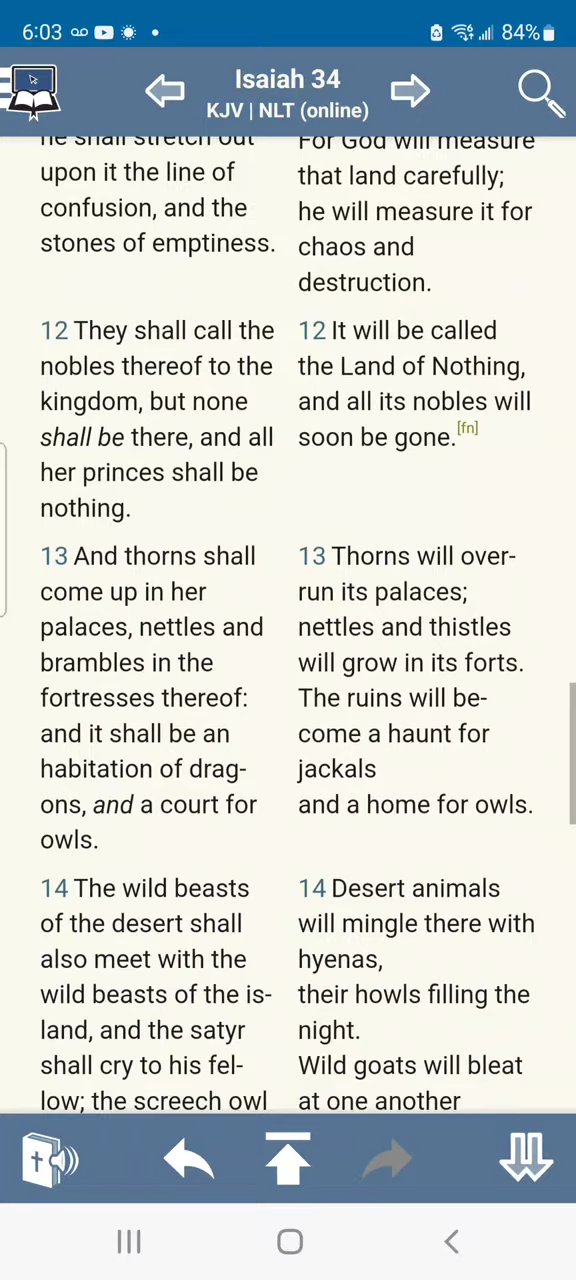 6:03 84%
Isaiah 34
KJV | NLT (online)
he shall stretch out
upon it the line of
confusion, and the
stones of emptiness.
12 They shall call the
nobles thereof to the
kingdom, but none
shall be there, and all
her princes shall be
nothing.
13 And thorns shall
come up in her
palaces, nettles and
brambles in the
fortresses thereof:
and it shall be an
habitation of drag-
ons, and a court for
owls.
14 The wild beasts
of the desert shall
also meet with the
wild beasts of the is-
land, and the satyr
shall cry to his fel-
low; the screech owl
For God will measure
that land carefully;
he will measure it for
chaos and
destruction.
12 It will be called
the Land of Nothing,
and all its nobles will
soon be gone.[fn]
13 Thorns will over-
run its palaces;
nettles and thistles
will grow in its forts.
The ruins will be-
come a haunt for
jackals
and a home for owls.
14 Desert animals
will mingle there with
hyenas,
their howls filling the
night.
Wild goats will bleat
at one another